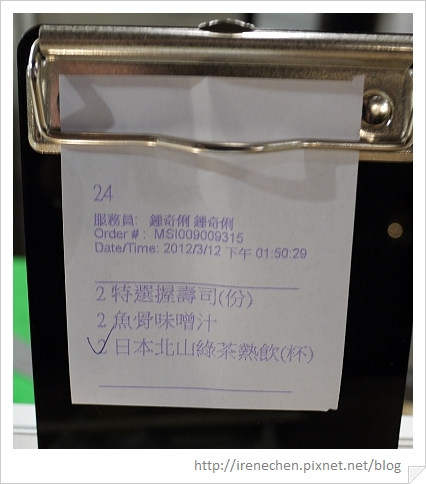 24
服務員: 鍾奇俐 鍾奇俐
Order #: MSI009009315
Date/Time: 2012/3/12 下午 01:50:29
2 特選握壽司(份)
2 魚骨味噌汁
2 日本北山綠茶熱飲(杯)
http://irenechen.pixnet.net/blog